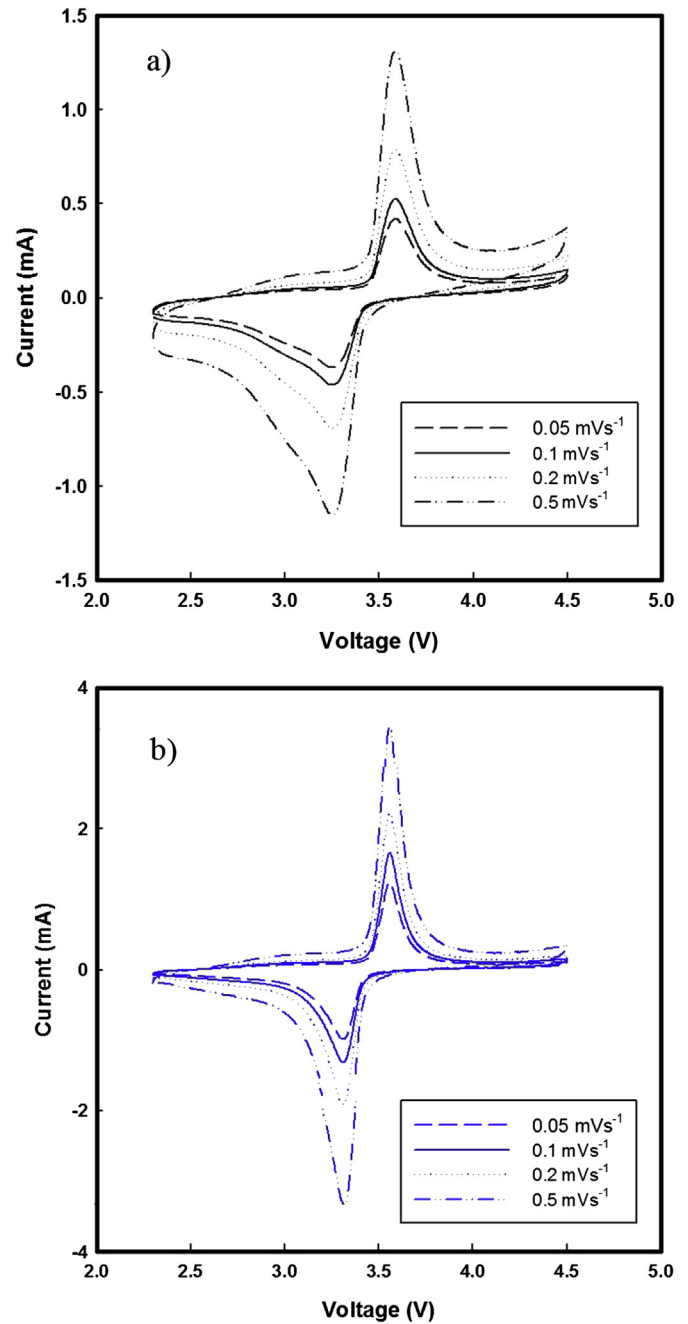 a)
1.5
1.0
0.5
0.0
-0.5
-1.0
-1.5
Current (mA)
0.05 mVs-1
0.1 mVs-1
0.2 mVs-1
0.5 mVs-1
2.0 2.5 3.0 3.5 4.0 4.5 5.0
Voltage (V)
b)
4
2
0
-2
-4
Current (mA)
0.05 mVs-1
0.1 mVs-1
0.2 mVs-1
0.5 mVs-1
2.0 2.5 3.0 3.5 4.0 4.5 5.0
Voltage (V)